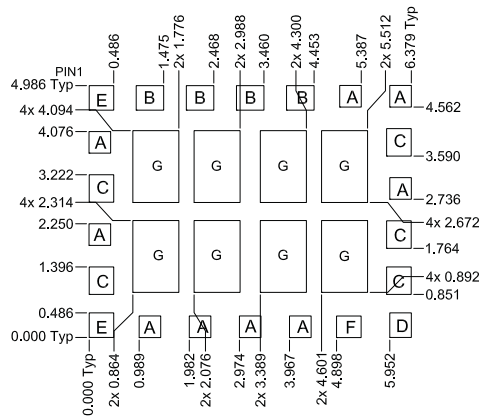 0.486
1.475
2x 1.776
2.468
2x 2.988
3.460
2x 4.300
4.453
5.387
2x 5.512
6.379 Typ
PIN1
4.986 Typ
E B B B B A A
4x 4.094
4.562
4.076
A G G G G C
3.590
3.222
C A
2.736
4x 2.314
4x 2.672
2.250
A C
1.764
G G G G
4x 0.892
1.396
C C
0.851
0.486
E A A A A F D
0.000 Typ
0.000 Typ
2x 0.864
0.989
1.982
2x 2.076
2.974
2x 3.389
3.967
2x 4.601
4.898
5.952